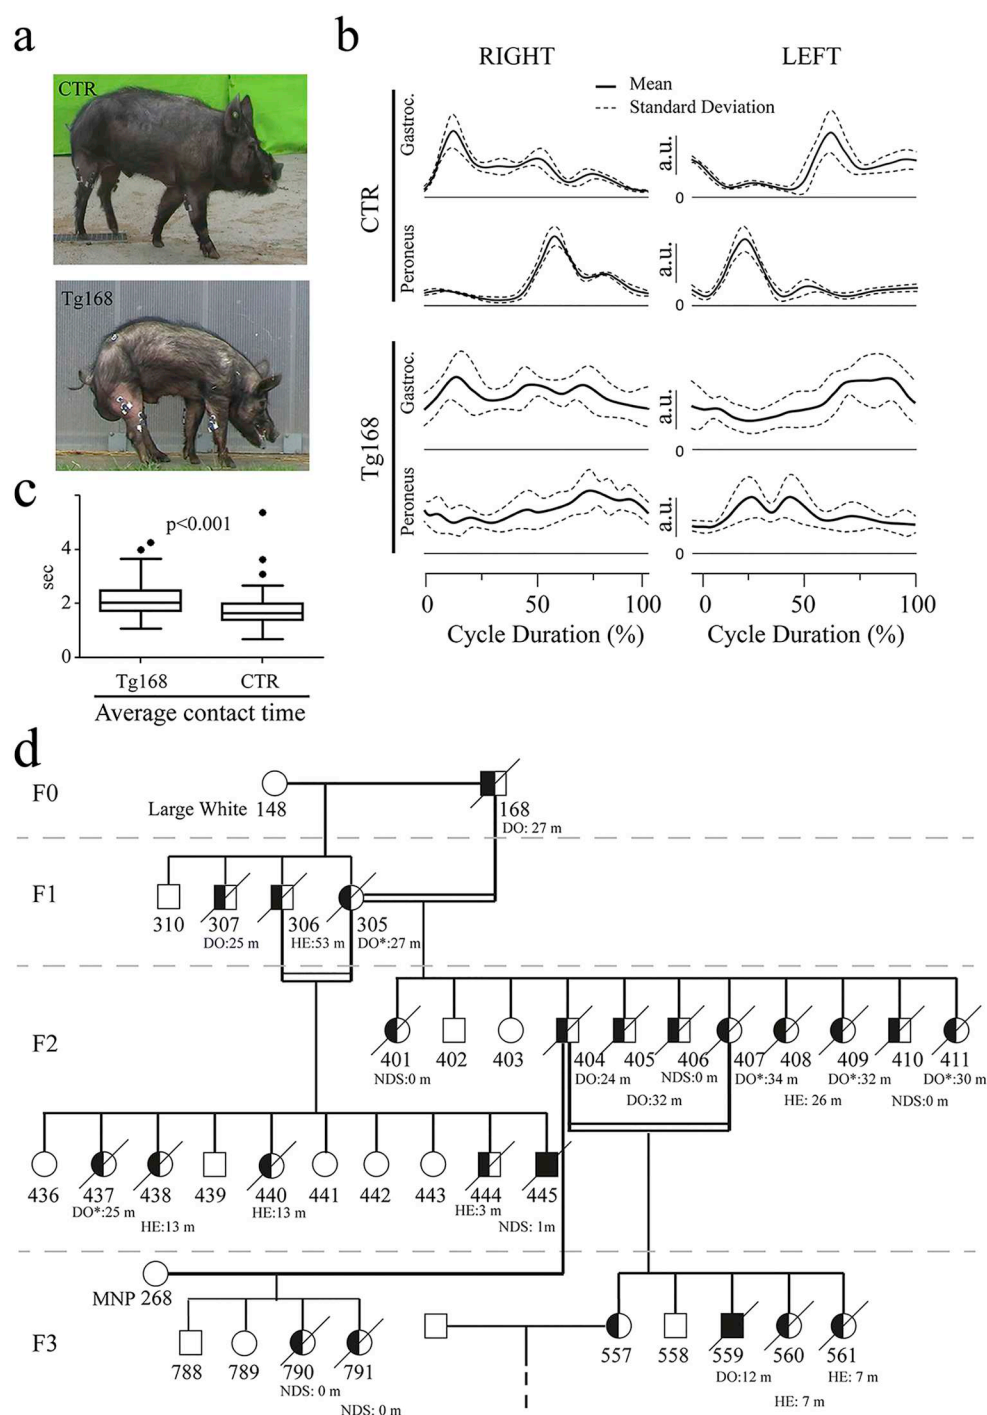 a
CTR
Tg168
b
RIGHT LEFT
Mean
Standard Deviation
CTR
Gastroc.
a.u.
0
Peroneus
a.u.
0
Tg168
Gastroc.
a.u.
0
Peroneus
a.u.
0
0 50 100 0 50 100
Cycle Duration (%) Cycle Duration (%)
c
p<0.001
sec
4
2
0
Tg168 CTR
Average contact time
d
F0
Large White 148 168
DO: 27 m
F1
310 307 306 305
DO:25 m HE:53 m DO*:27 m
F2
401 402 403 404 405 406 407 408 409 410 411
NDS:0 m DO:24 m NDS:0 m DO*:34 m DO*:32 m DO*:30 m
DO:32 m HE: 26 m NDS:0 m
436 437 438 439 440 441 442 443 444 445
DO*:25 m HE:13 m HE:3 m
HE:13 m NDS: 1m
MNP 268
F3
788 789 790 791 557 558 559 560 561
NDS: 0 m DO:12 m HE: 7 m
NDS: 0 m HE: 7 m